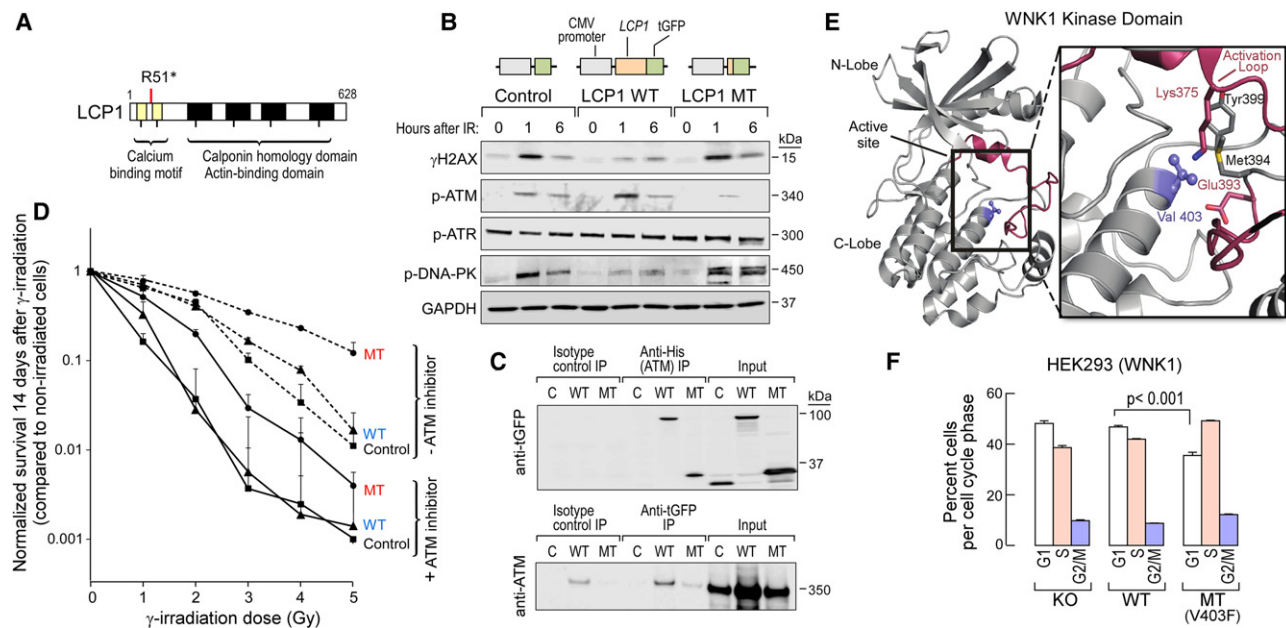 A
R51*
1
628
LCP1
Calcium
binding motif
Calponin homology domain
Actin-binding domain
B
CMV
promoter
LCP1
tGFP
Control
LCP1 WT
LCP1 MT
Hours after IR: 0 1 6 0 1 6 0 1 6
kDa
γH2AX
15
p-ATM
340
p-ATR
300
p-DNA-PK
450
GAPDH
37
C
Isotype
control IP
Anti-His
(ATM) IP
Input
C WT MT C WT MT C WT MT
kDa
anti-tGFP
100
37
Isotype
control IP
Anti-tGFP
IP
Input
C WT MT C WT MT C WT MT
anti-ATM
350
D
Normalized survival 14 days after γ-irradiation
(compared to non-irradiated cells)
1
0.1
0.01
0.001
0 1 2 3 4 5
γ-irradiation dose (Gy)
MT
WT
Control
- ATM inhibitor
MT
WT
Control
+ ATM inhibitor
E
WNK1 Kinase Domain
N-Lobe
Active
site
C-Lobe
Activation
Loop
Lys375
Tyr399
Met394
Glu393
Val 403
F
HEK293 (WNK1)
Percent cells
per cell cycle phase
60
40
20
0
p< 0.001
G1 S G2/M G1 S G2/M G1 S G2/M
KO
WT
MT
(V403F)